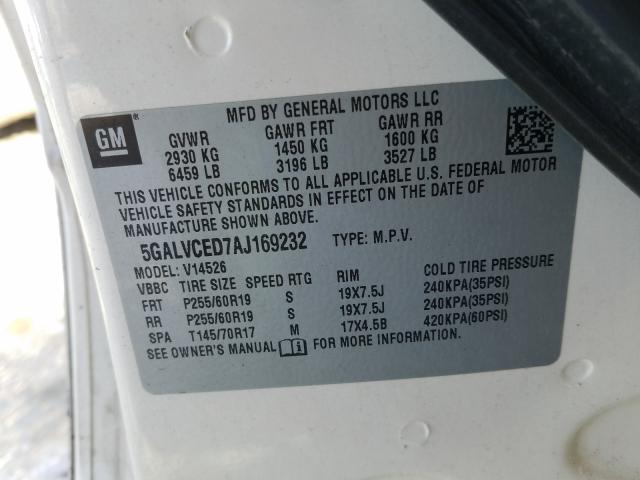 MFD BY GENERAL MOTORS LLC
GM®
GVWR GAWR FRT GAWR RR
2930 KG 1450 KG 1600 KG
6459 LB 3196 LB 3527 LB
THIS VEHICLE CONFORMS TO ALL APPLICABLE U.S. FEDERAL MOTOR
VEHICLE SAFETY STANDARDS IN EFFECT ON THE DATE OF
MANUFACTURE SHOWN ABOVE.
5GALVCED7AJ169232 TYPE: M.P.V.
MODEL: V14526
VBBC TIRE SIZE SPEED RTG RIM COLD TIRE PRESSURE
FRT P255/60R19 S 19X7.5J 240KPA(35PSI)
RR P255/60R19 S 19X7.5J 240KPA(35PSI)
SPA T145/70R17 M 17X4.5B 420KPA(60PSI)
SEE OWNER'S MANUAL FOR MORE INFORMATION.